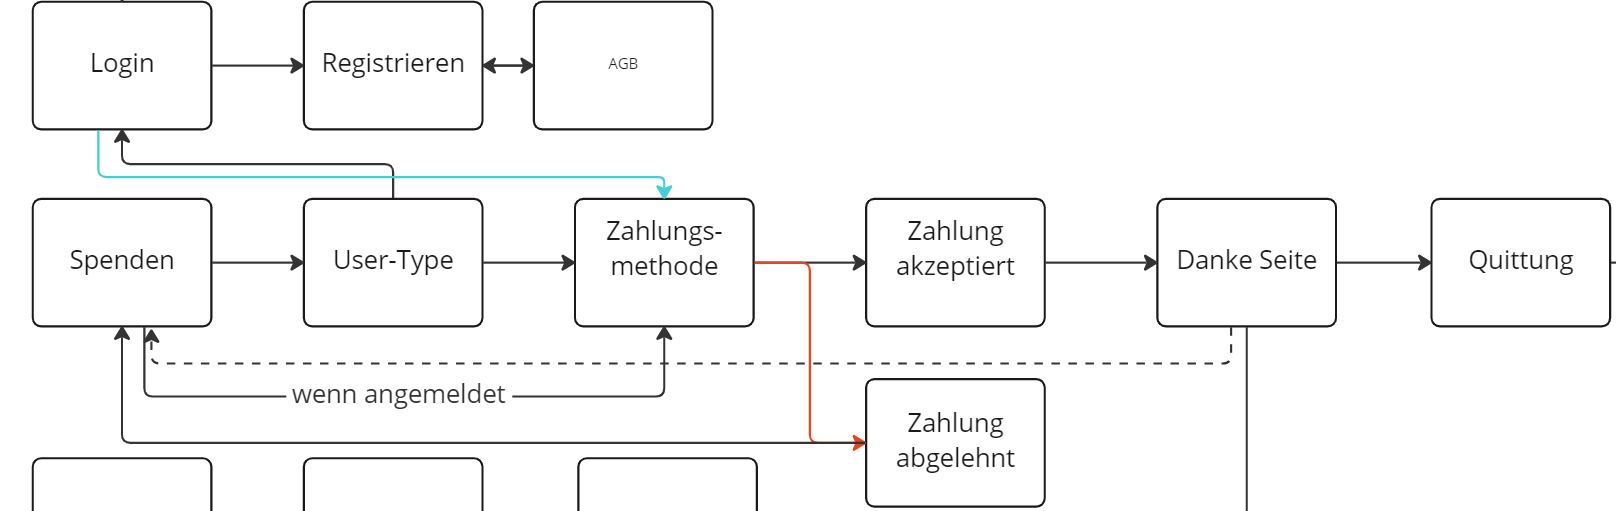 Login
Registrieren
AGB
Spenden
User-Type
Zahlungs-
methode
Zahlung
akzeptiert
Danke Seite
Quittung
wenn angemeldet
Zahlung
abgelehnt